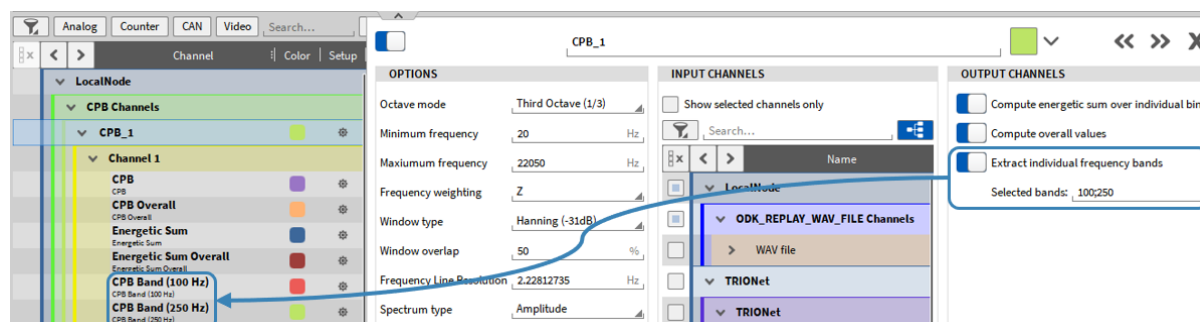 Analog Counter CAN Video Search...
Channel Color Setup
LocalNode
CPB Channels
CPB_1
Channel 1
CPB
CPB
CPB Overall
CPB Overall
Energetic Sum
Energetic Sum
Energetic Sum Overall
Energetic Sum Overall
CPB Band (100 Hz)
CPB Band (100 Hz)
CPB Band (250 Hz)
CPB Band (250 Hz)
CPB_1
OPTIONS
Octave mode Third Octave (1/3)
Minimum frequency 20 Hz
Maxiumum frequency 22050 Hz
Frequency weighting Z
Window type Hanning (-31dB)
Window overlap 50 %
Frequency Line Resolution 2.22812735 Hz
Spectrum type Amplitude
INPUT CHANNELS
Show selected channels only
Search...
Name
LocalNode
ODK_REPLAY_WAV_FILE Channels
WAV file
TRIONet
TRIONet
OUTPUT CHANNELS
Compute energetic sum over individual bin
Compute overall values
Extract individual frequency bands
Selected bands: 100;250